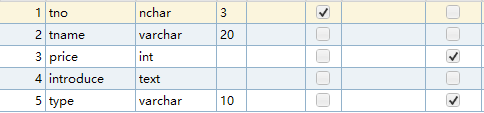 1 tno nchar 3
2 tname varchar 20
3 price int
4 introduce text
5 type varchar 10